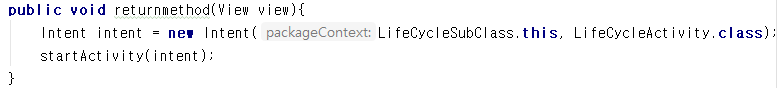 public void returnmethod(View view){
Intent intent = new Intent( packageContext: LifeCycleSubClass.this, LifeCycleActivity.class);
startActivity(intent);
}